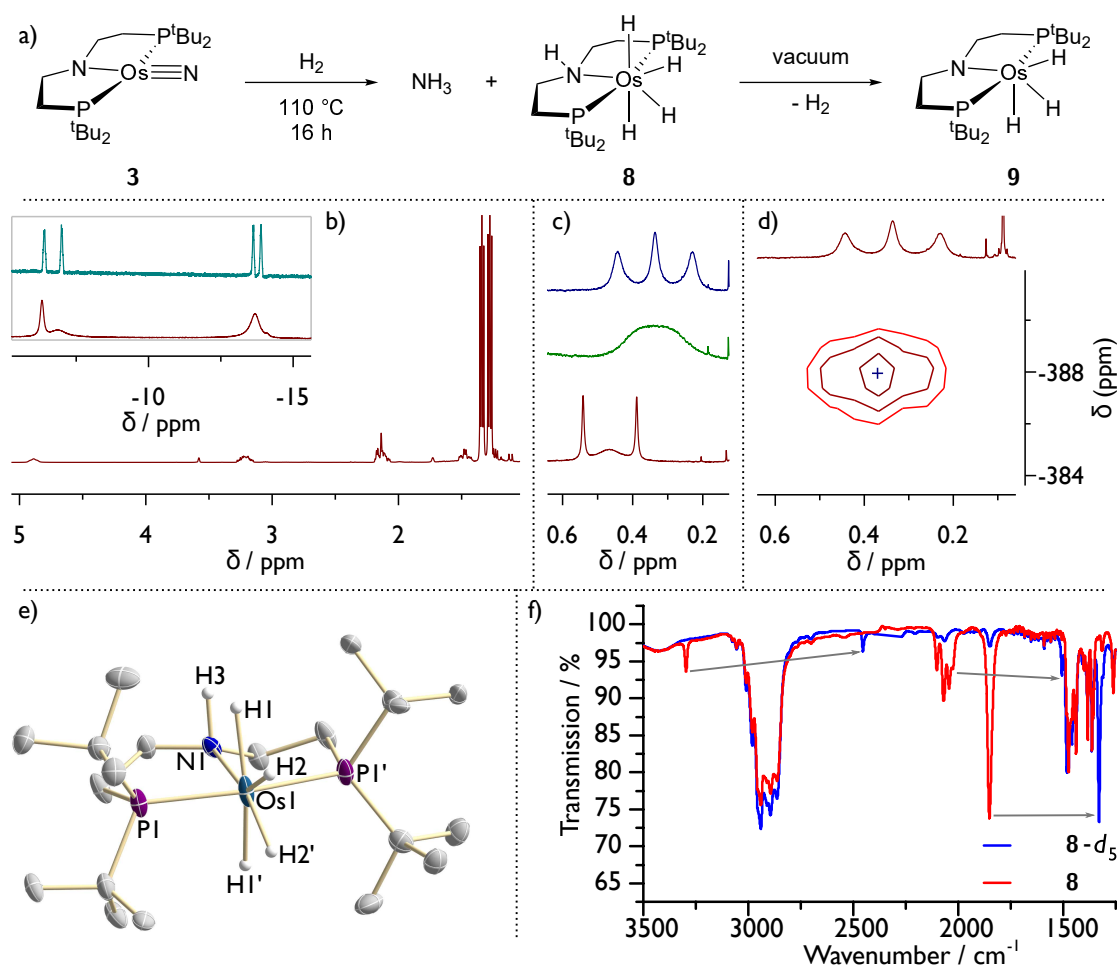 a)
PᵗBu₂
N
Os
N
P
ᵗBu₂
3
H₂
110 °C
16 h
NH₃
+
H
PᵗBu₂
H
N
Os
H
P
ᵗBu₂
H
H
8
vacuum
- H₂
PᵗBu₂
N
Os
H
P
ᵗBu₂
H
H
9
b)
-10
-15
δ / ppm
5
4
3
2
δ / ppm
c)
0.6
0.4
0.2
δ / ppm
d)
-388
-384
δ (ppm)
0.6
0.4
0.2
δ / ppm
e)
H3
H1
N1
H2
P1'
Os1
P1
H2'
H1'
f)
100
95
90
85
80
75
70
65
Transmission / %
8-d₅
8
3500
3000
2500
2000
1500
Wavenumber / cm⁻¹